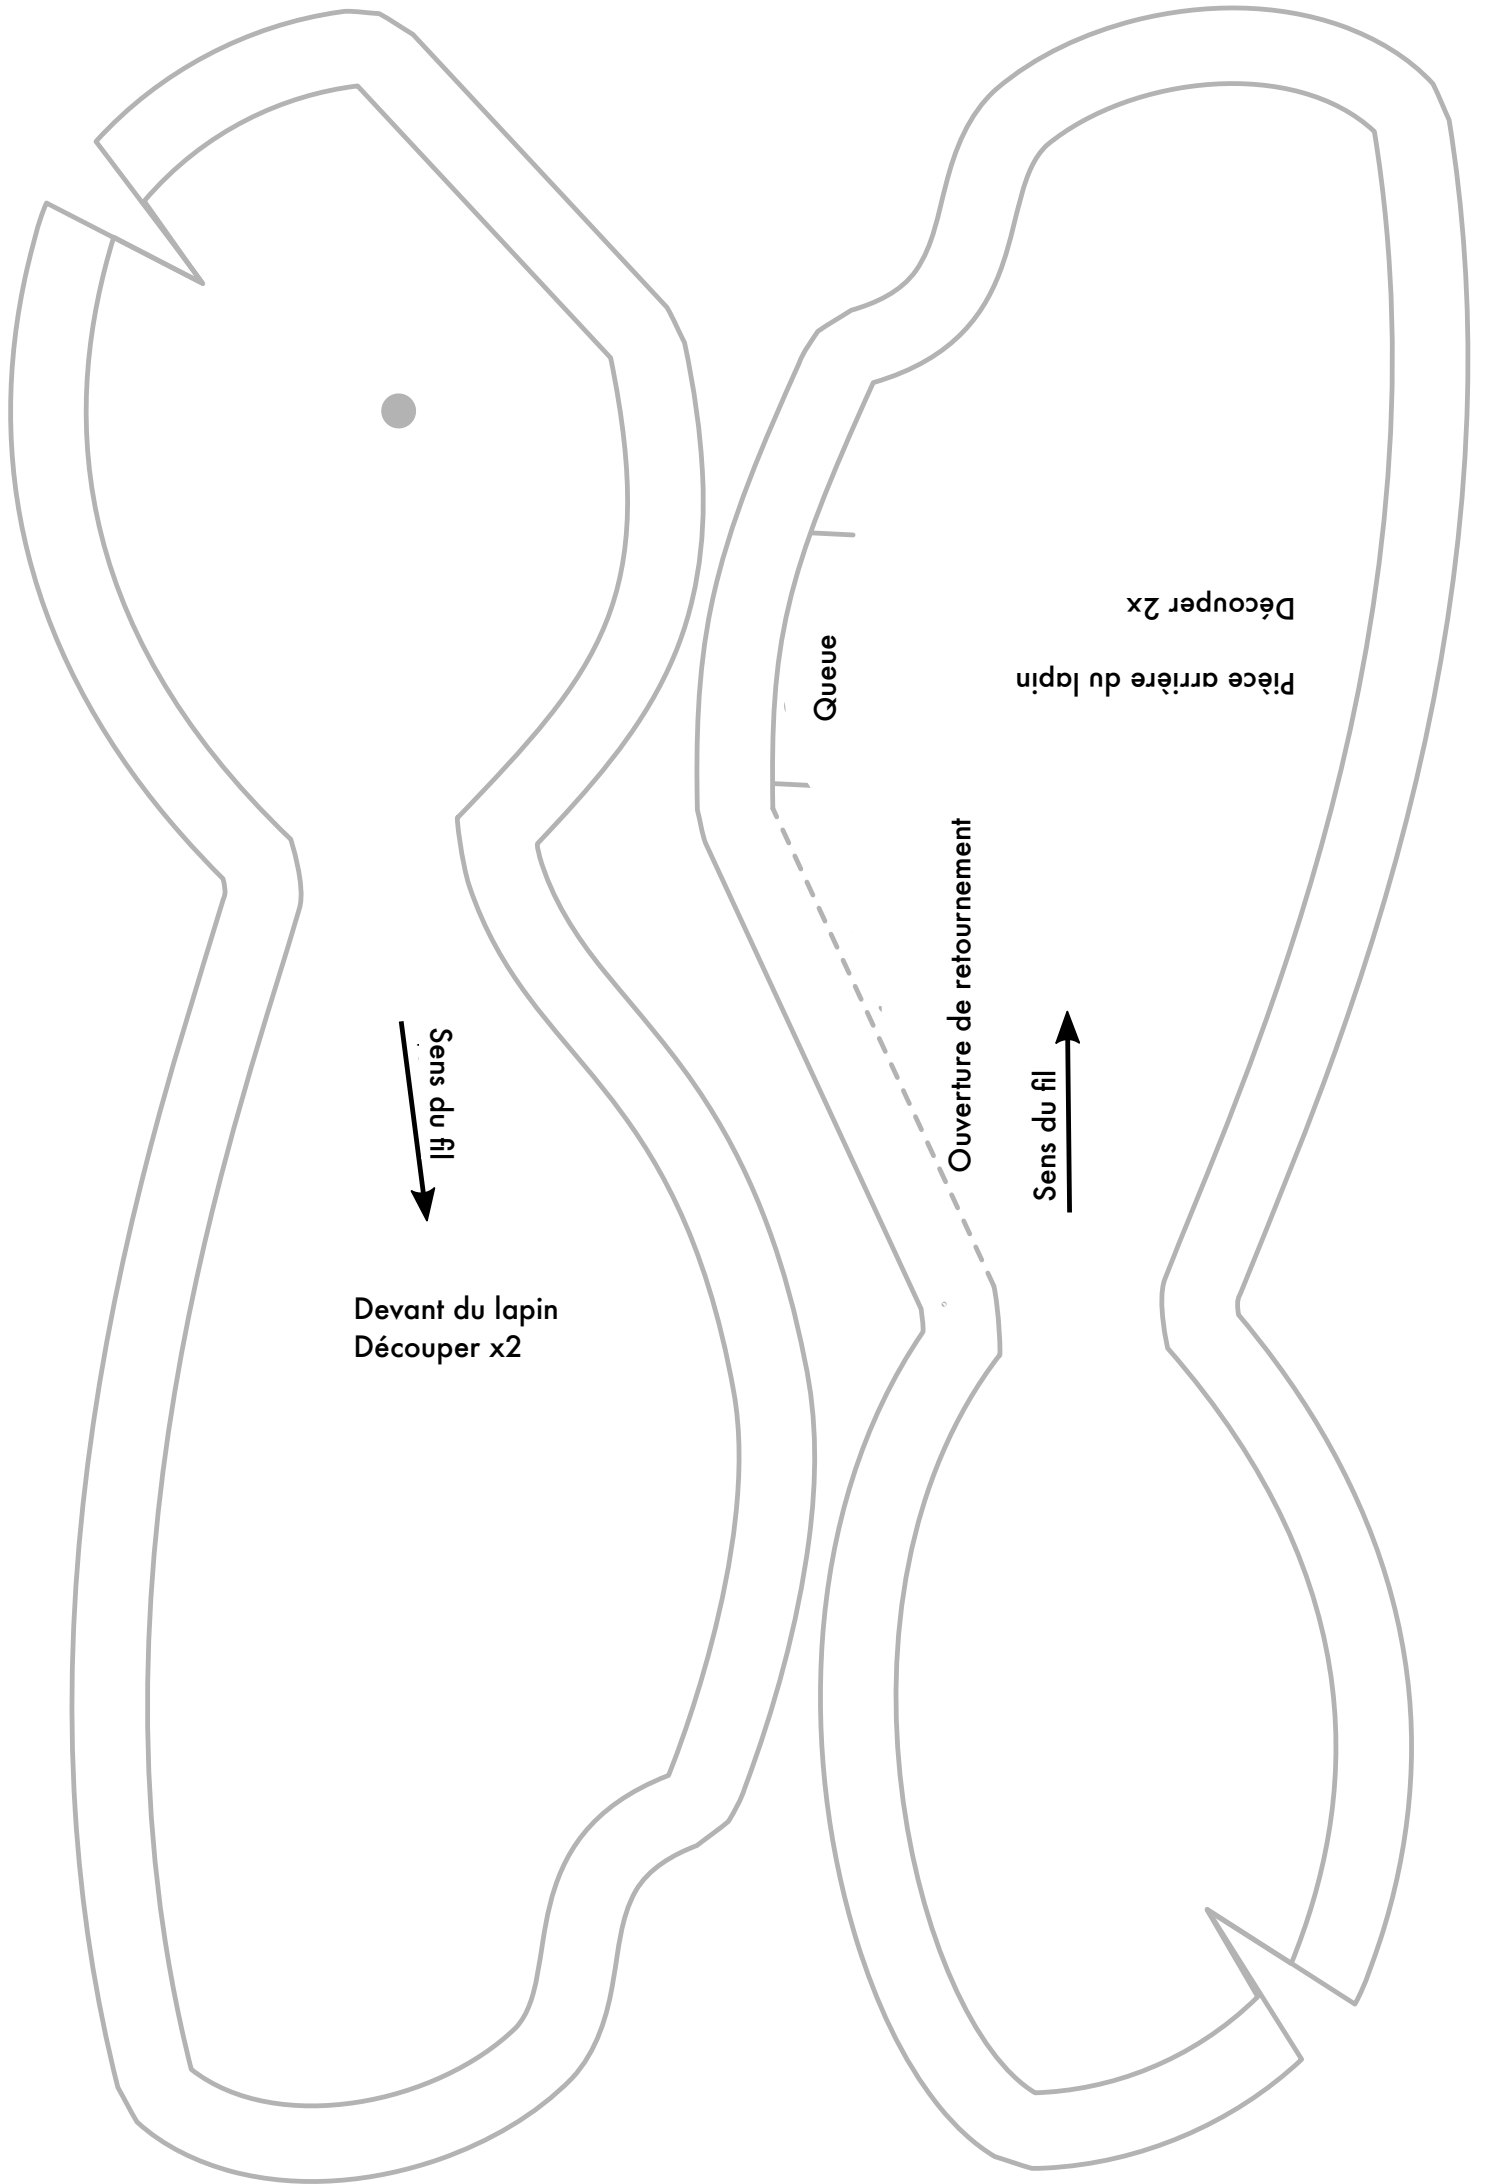 Sens du fil
Devant du lapin
Découper x2
Queue
Ouverture de retournement
Sens du fil
Pièce arrière du lapin
Découper 2x